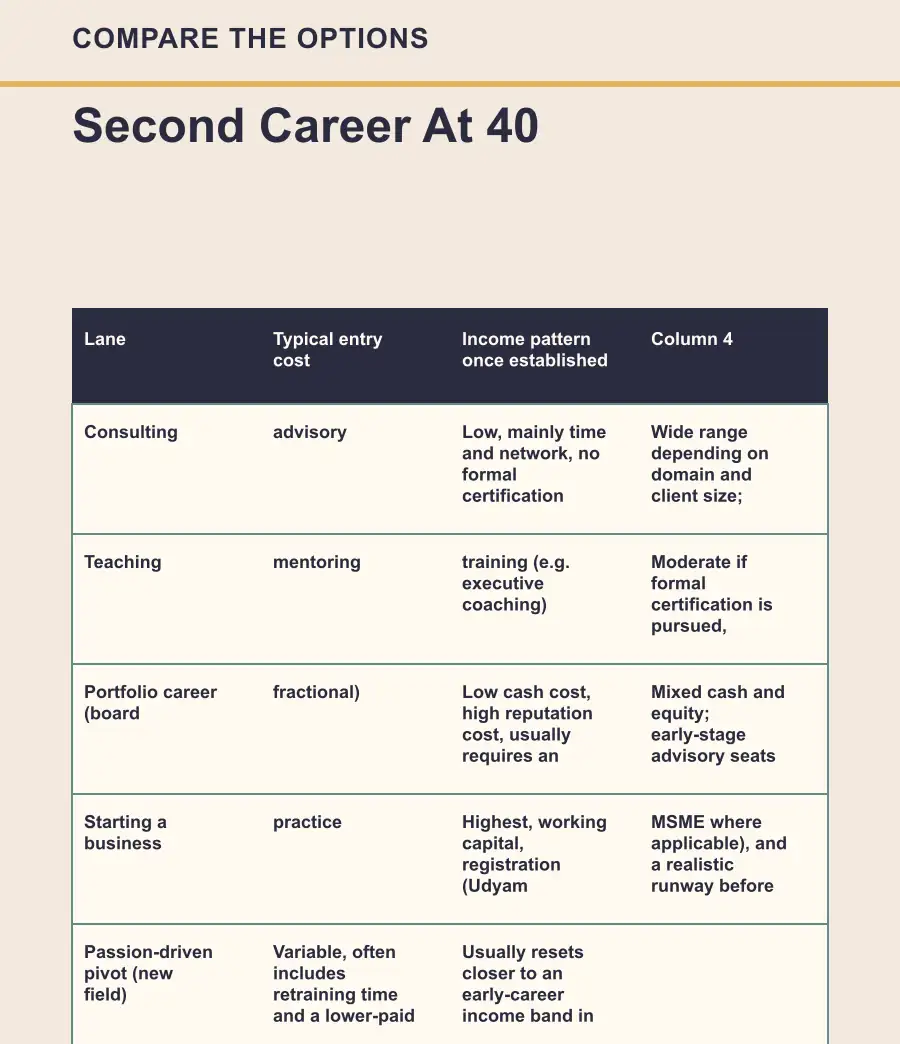 COMPARE THE OPTIONS
Second Career At 40
Lane
Typical entry
cost
Income pattern
once established
Column 4
Consulting
advisory
Low, mainly time
and network, no
formal
certification
Wide range
depending on
domain and
client size;
Teaching
mentoring
training (e.g.
executive
coaching)
Moderate if
formal
certification is
pursued,
Portfolio career
(board
fractional)
Low cash cost,
high reputation
cost, usually
requires an
Mixed cash and
equity;
early-stage
advisory seats
Starting a
business
practice
Highest, working
capital,
registration
(Udyam
MSME where
applicable), and
a realistic
runway before
Passion-driven
pivot (new
field)
Variable, often
includes
retraining time
and a lower-paid
Usually resets
closer to an
early-career
income band in